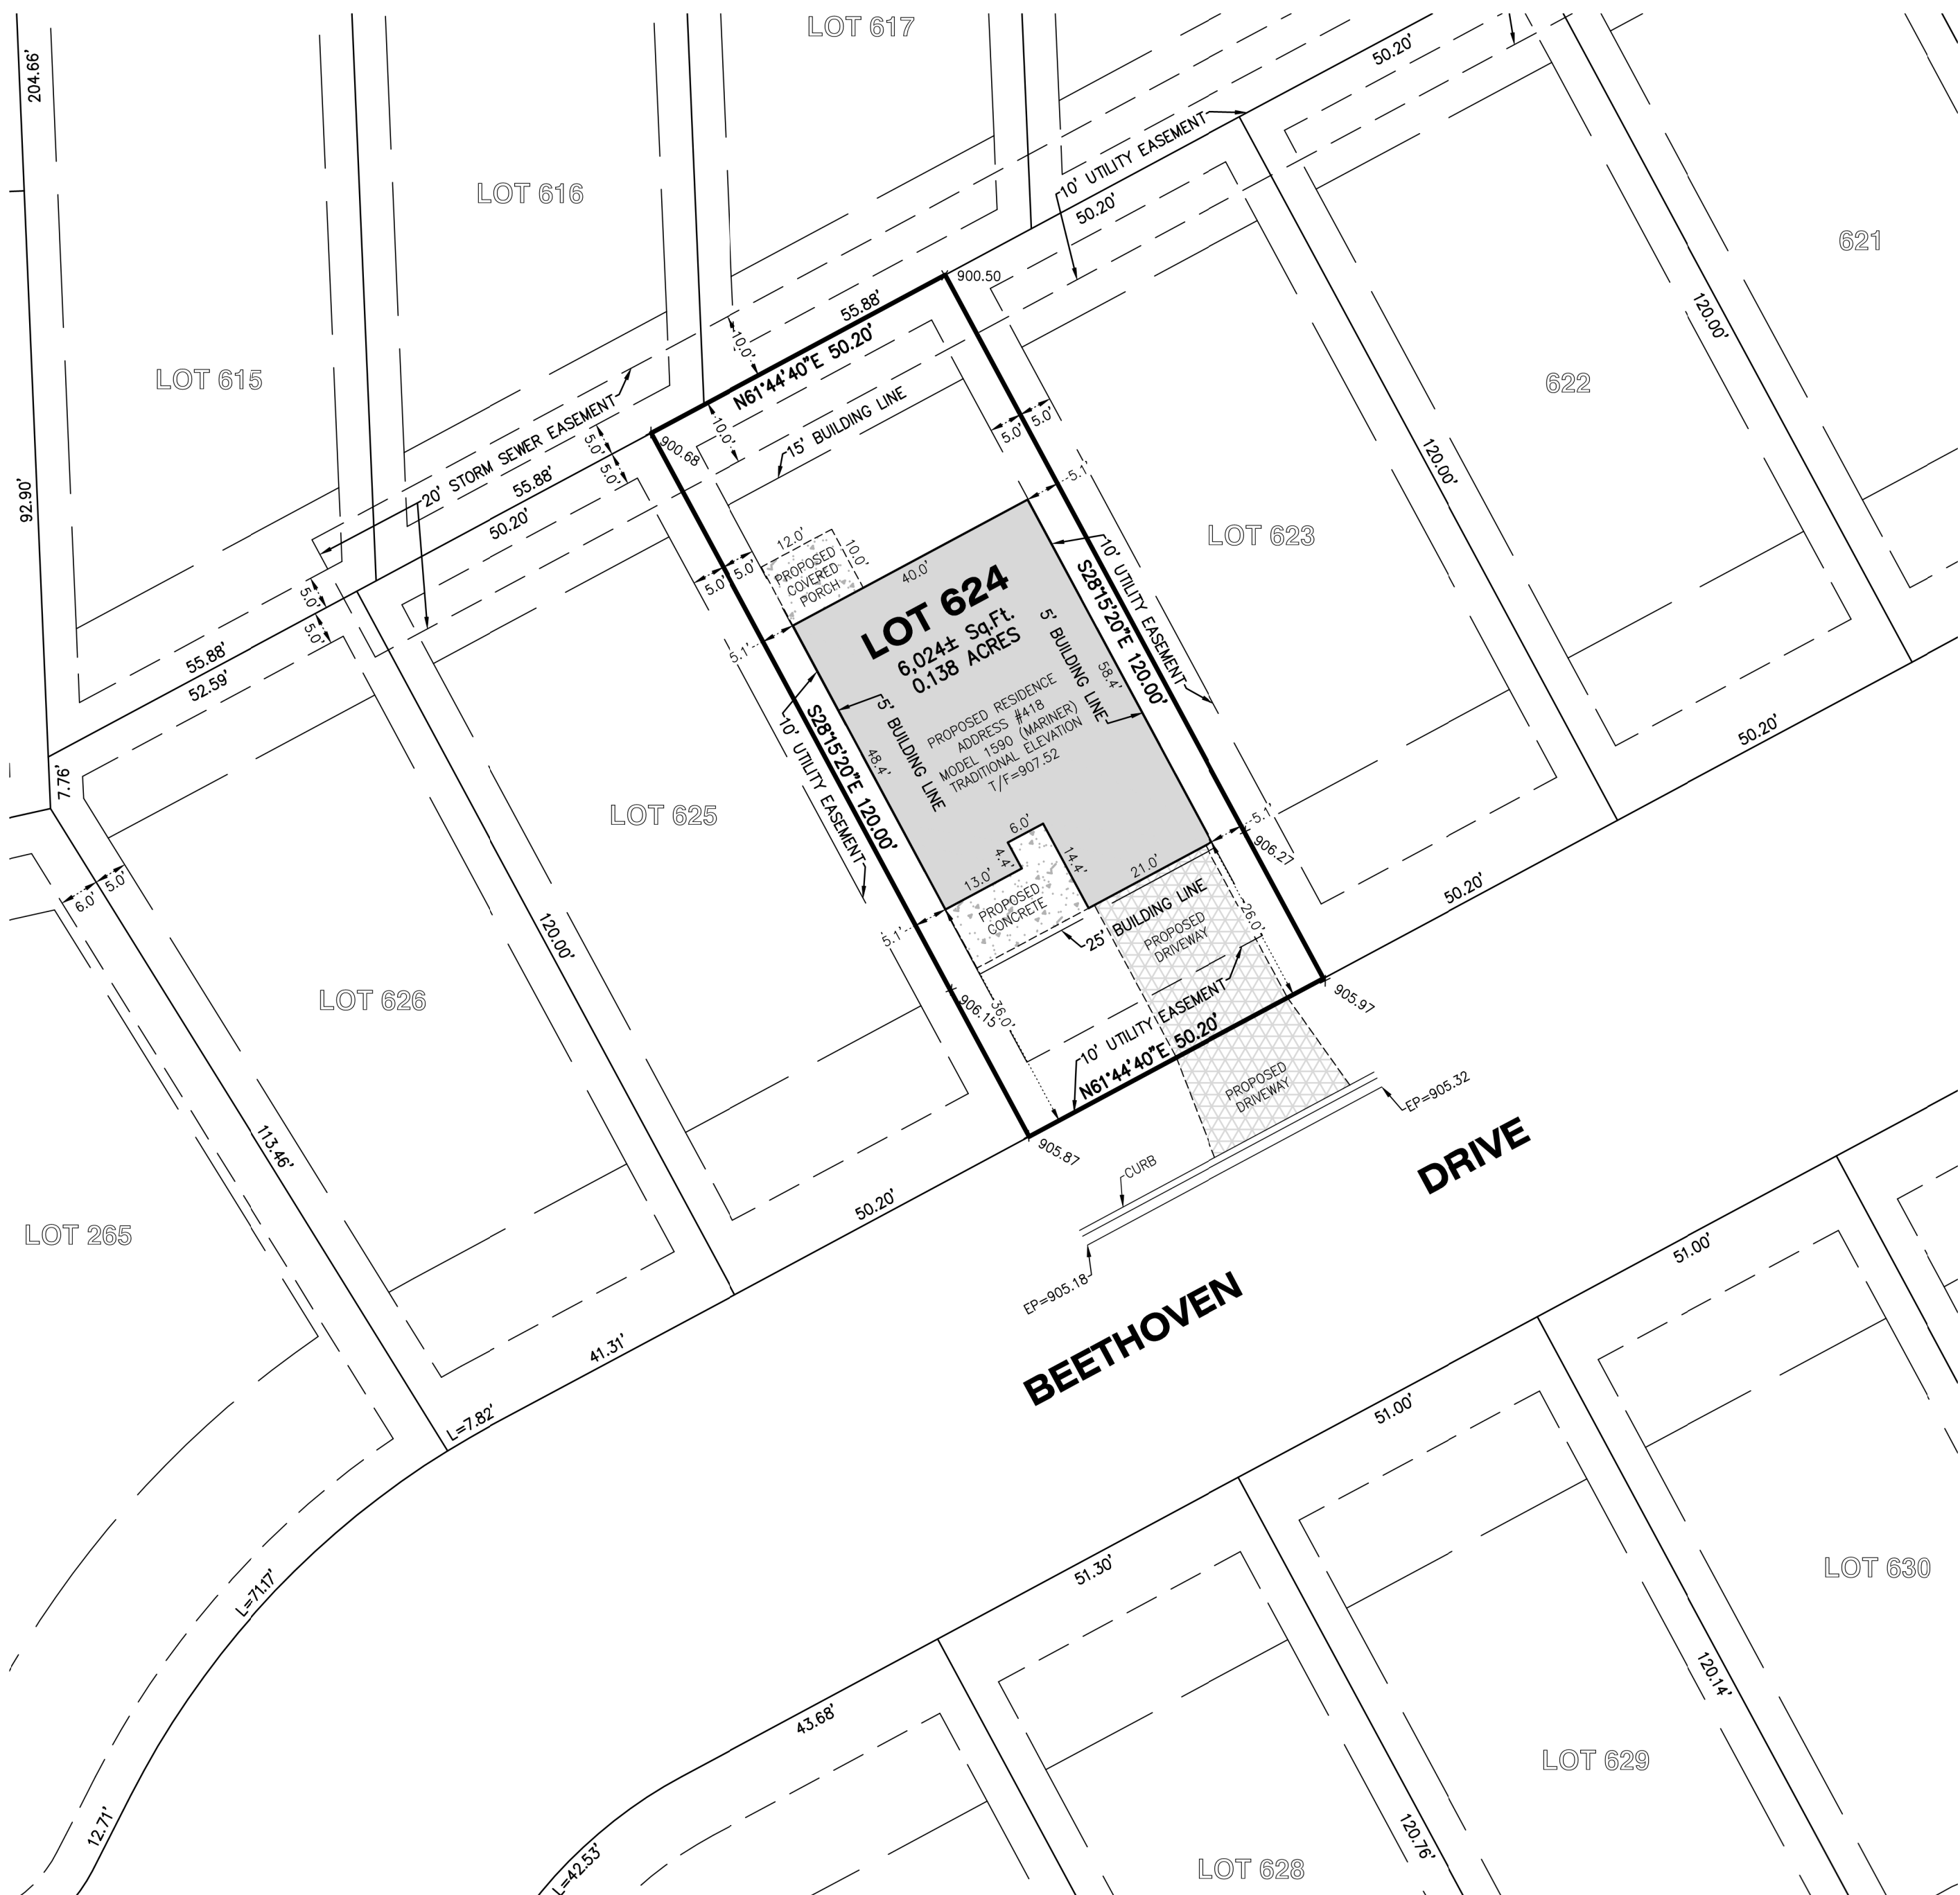 LOT 617
204.66'
50.20'
10' UTILITY EASEMENT
LOT 616
50.20'
621
900.50
55.88'
10.0'
N61°44'40"E 50.20'
120.00'
LOT 615
622
15' BUILDING LINE
20' STORM SEWER EASEMENT
5.0'
5.0'
10.0'
900.68
5.0'
5.0'
120.00'
92.90'
55.88'
50.20'
5.1'
LOT 623
12.0'
10.0'
PROPOSED
COVERED
PORCH
40.0'
5.0'
5.0'
10' UTILITY EASEMENT
S28°15'20"E 120.00'
5.0'
5.0'
LOT 624
6,024± Sq.Ft.
0.138 ACRES
5' BUILDING LINE
58.4'
5.1'
55.88'
52.59'
PROPOSED RESIDENCE
ADDRESS #418
MODEL 1590 (MARINER)
TRADITIONAL ELEVATION
T/F=907.52
5' BUILDING LINE
48.4'
S28°15'20"E 120.00'
10' UTILITY EASEMENT
50.20'
7.76'
LOT 625
6.0'
4.4'
14.4'
13.0'
21.0'
5.1'
906.27
50.20'
6.0'
5.0'
PROPOSED
CONCRETE
25' BUILDING LINE
PROPOSED
DRIVEWAY
26.0'
5.1'
120.00'
LOT 626
906.15
36.0'
10' UTILITY EASEMENT
N61°44'40"E 50.20'
905.97
PROPOSED
DRIVEWAY
EP=905.32
113.46'
905.87
CURB
DRIVE
50.20'
LOT 265
EP=905.18
BEETHOVEN
51.00'
41.31'
L=7.82'
51.00'
L=71.17'
51.30'
LOT 630
43.68'
120.14'
LOT 629
12.71'
120.76'
L=42.53'
LOT 628